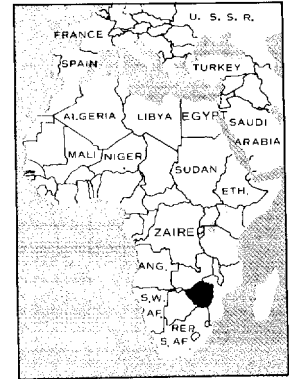 U. S. S. R.
FRANCE
SPAIN
TURKEY
ALGERIA
LIBYA
EGYPT
SAUDI
ARABIA
MALI
NIGER
SUDAN
ETH.
ZAIRE
ANG.
S.W.
AF.
REP.
S. AF.